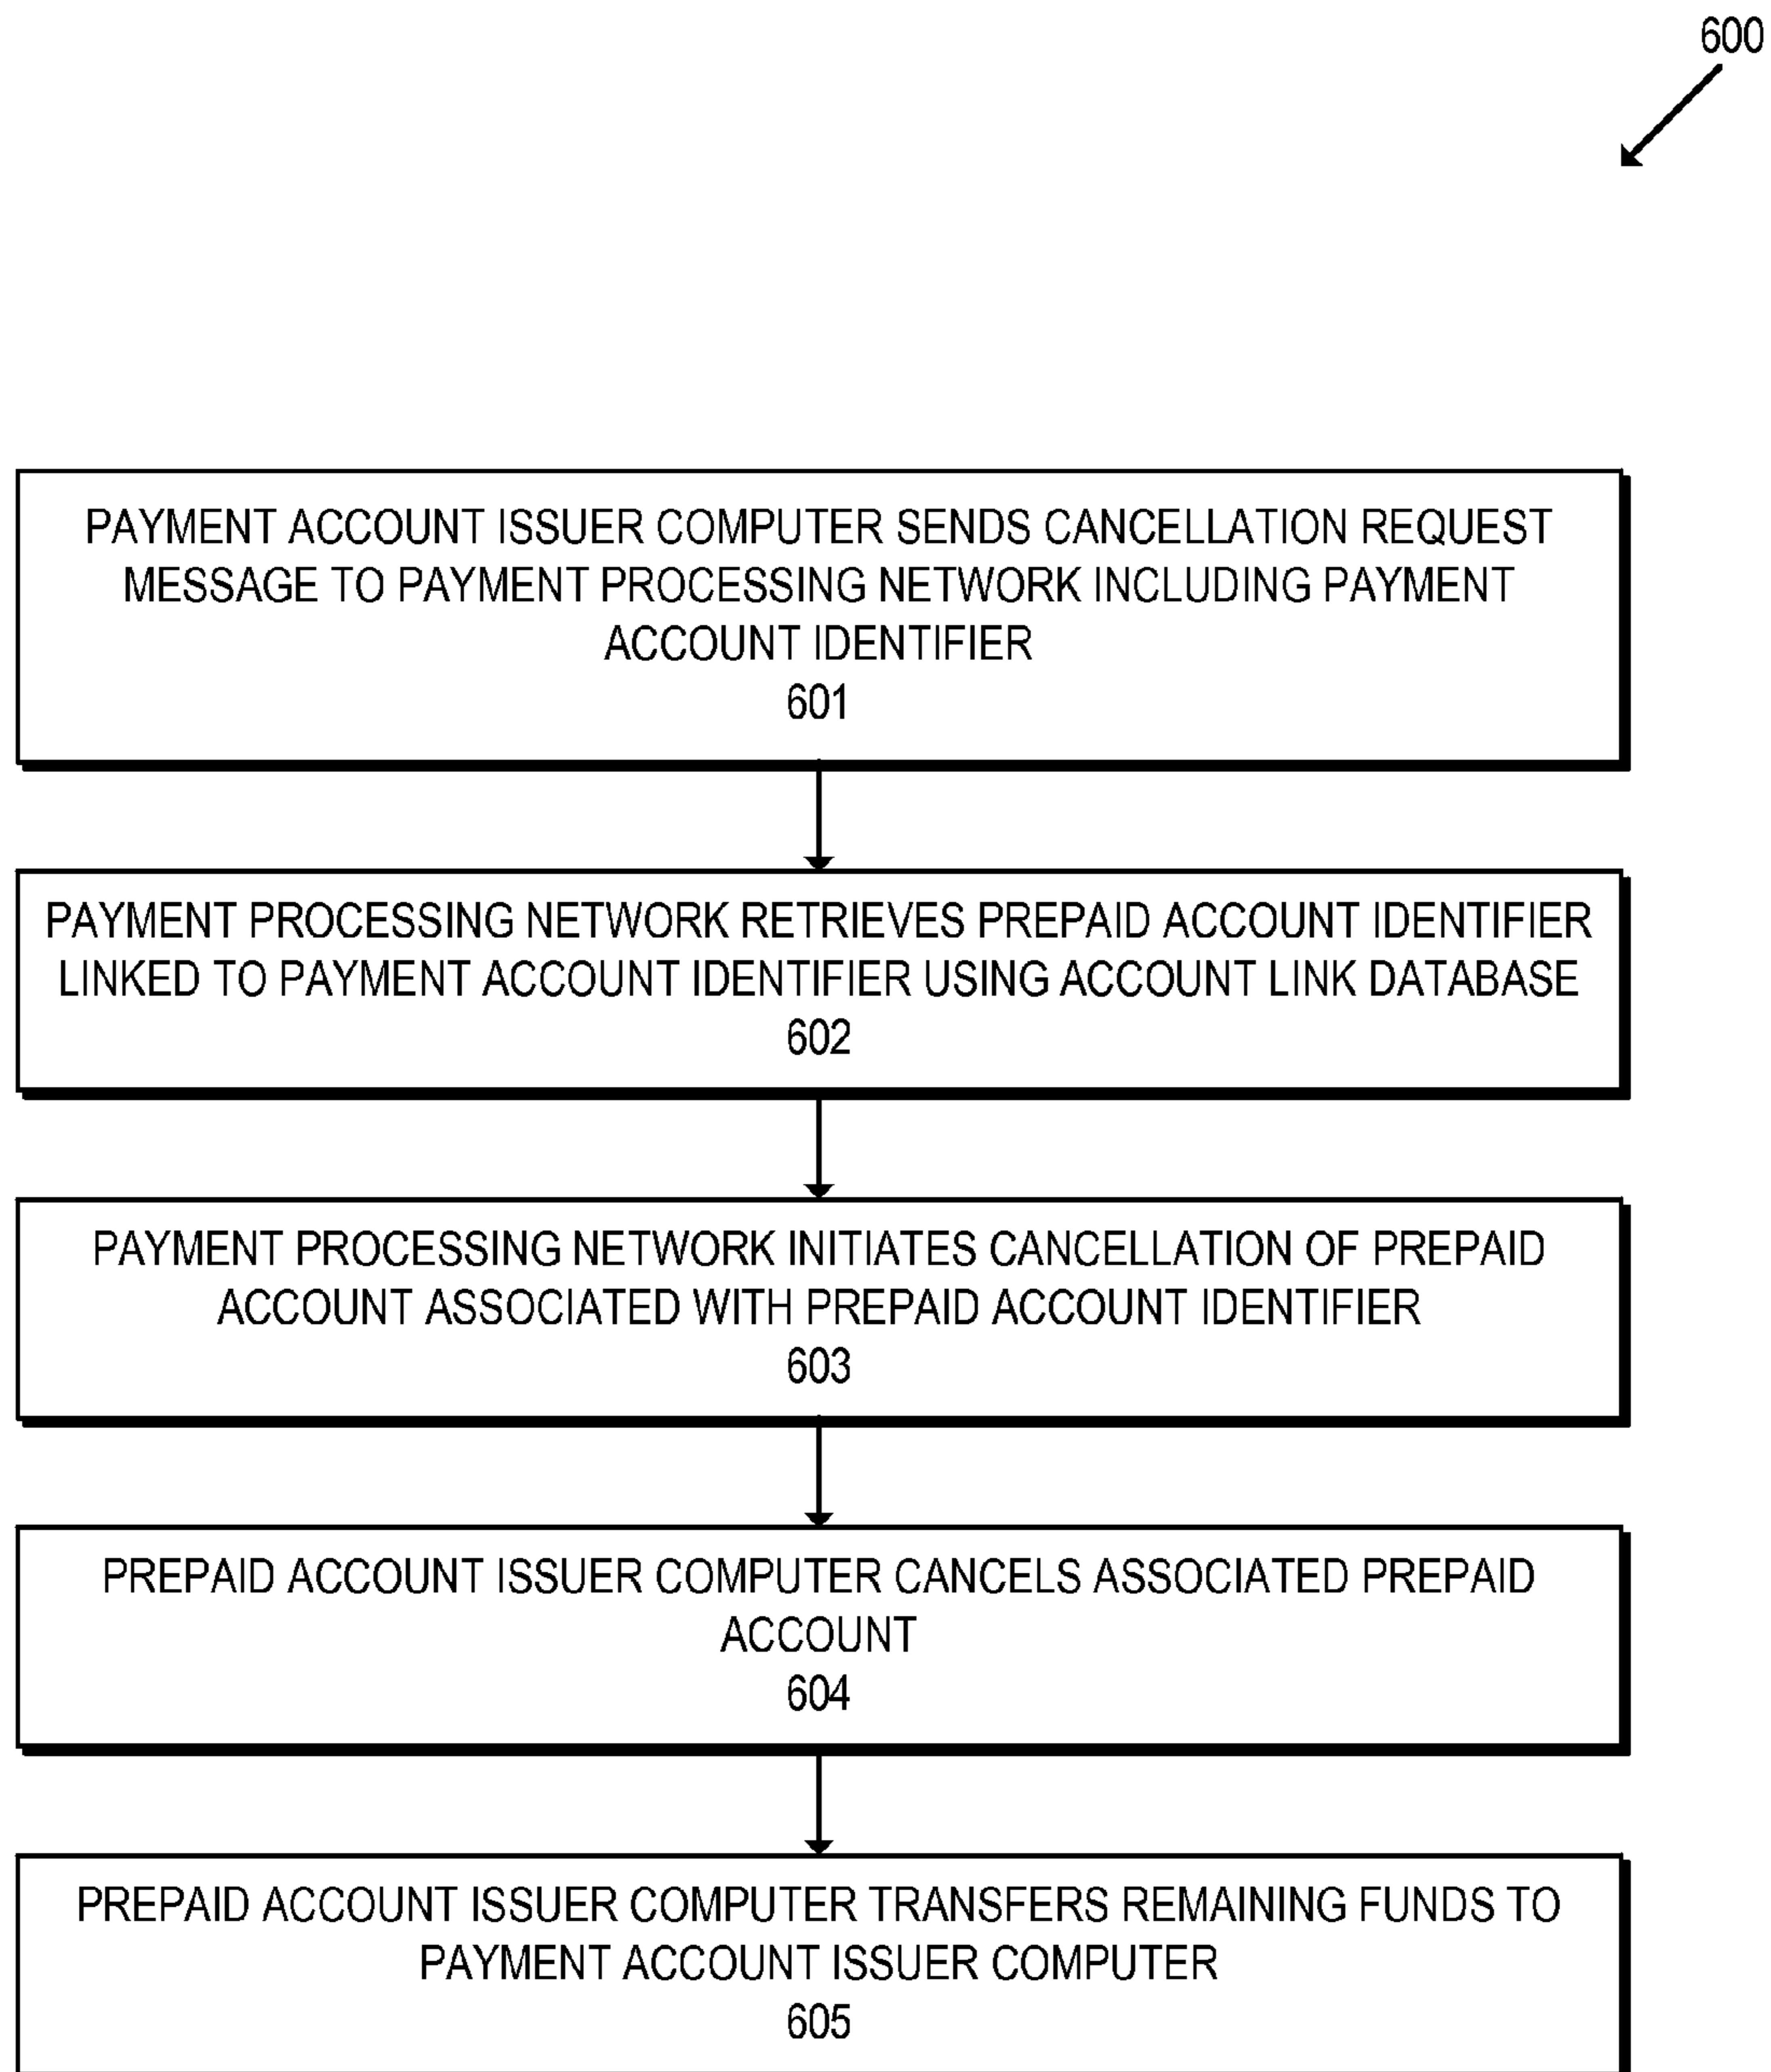 600
PAYMENT ACCOUNT ISSUER COMPUTER SENDS CANCELLATION REQUEST
MESSAGE TO PAYMENT PROCESSING NETWORK INCLUDING PAYMENT
ACCOUNT IDENTIFIER
601
PAYMENT PROCESSING NETWORK RETRIEVES PREPAID ACCOUNT IDENTIFIER
LINKED TO PAYMENT ACCOUNT IDENTIFIER USING ACCOUNT LINK DATABASE
602
PAYMENT PROCESSING NETWORK INITIATES CANCELLATION OF PREPAID
ACCOUNT ASSOCIATED WITH PREPAID ACCOUNT IDENTIFIER
603
PREPAID ACCOUNT ISSUER COMPUTER CANCELS ASSOCIATED PREPAID
ACCOUNT
604
PREPAID ACCOUNT ISSUER COMPUTER TRANSFERS REMAINING FUNDS TO
PAYMENT ACCOUNT ISSUER COMPUTER
605